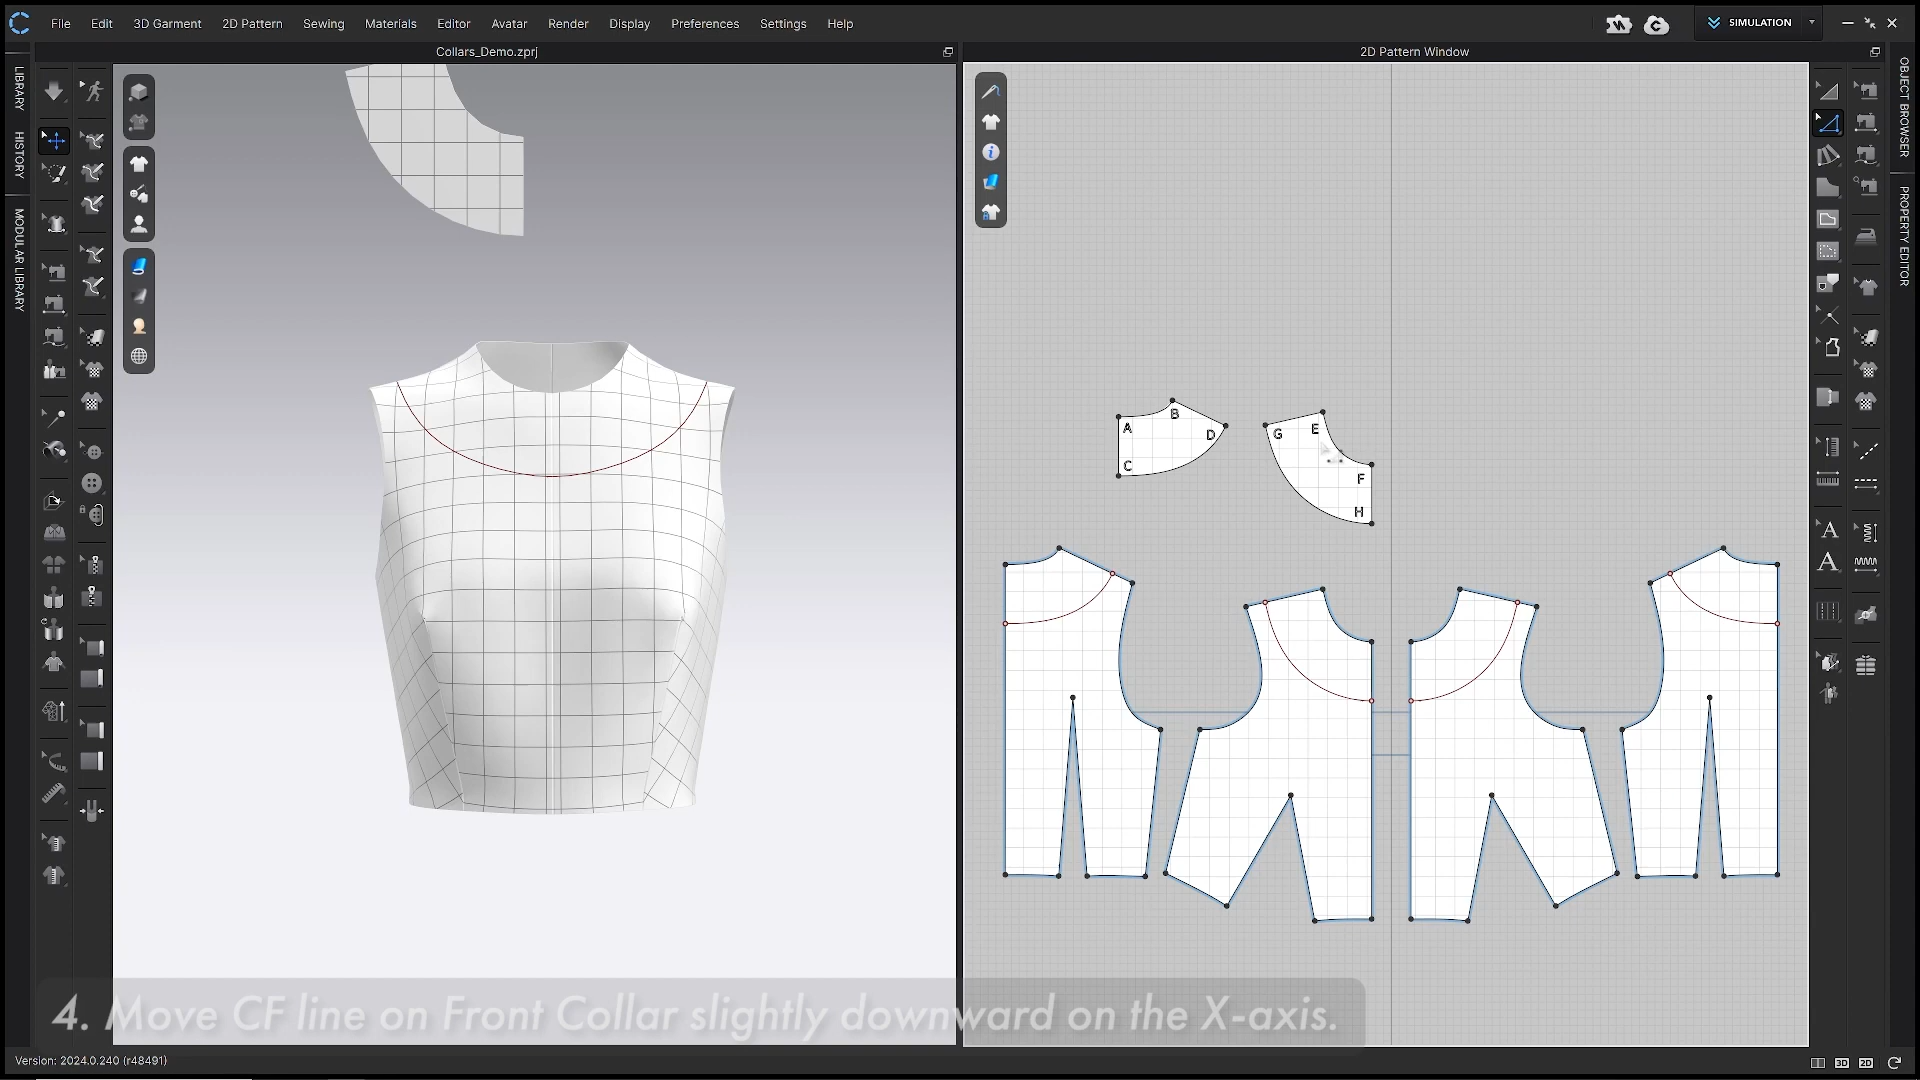 File Edit 3D Garment 2D Pattern Sewing Materials Editor Avatar Render Display Preferences Settings Help
SIMULATION
Collars_Demo.zprj
2D Pattern Window
LIBRARY
HISTORY
MODULAR LIBRARY
OBJECT BROWSER
PROPERTY EDITOR
A B C D
G E F H
4. Move CF line on Front Collar slightly downward on the X-axis.
Version: 2024.0.240 (r48491)
3D 2D